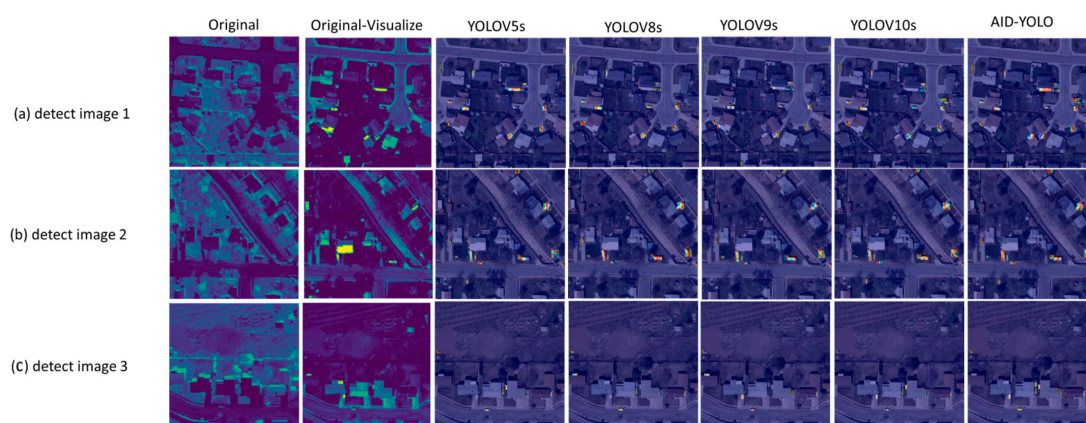 Original Original-Visualize YOLOV5s YOLOV8s YOLOV9s YOLOV10s AID-YOLO
(a) detect image 1
(b) detect image 2
(c) detect image 3